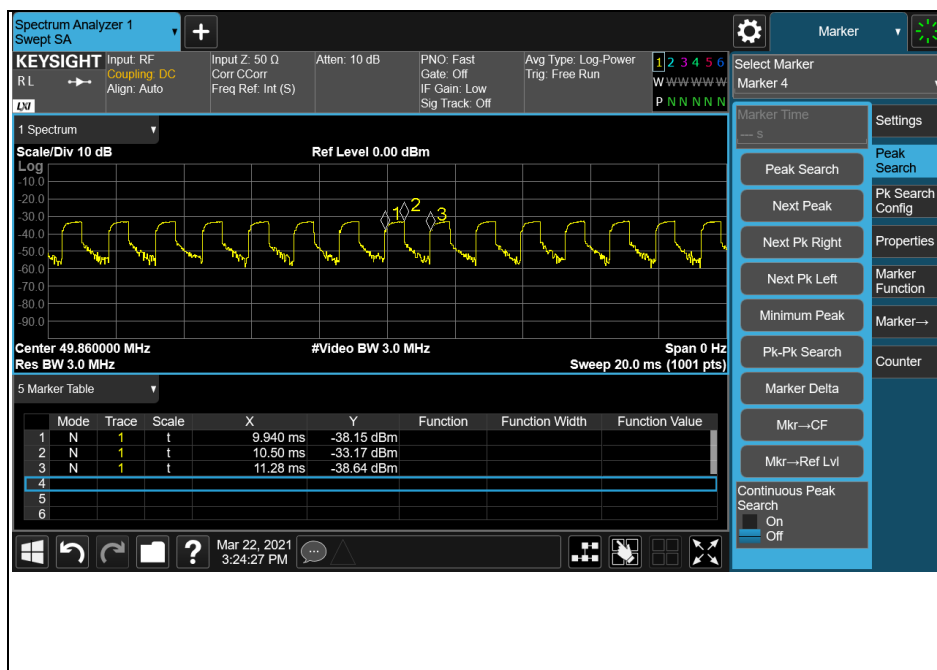 Spectrum Analyzer 1
Swept SA
+
Marker
KEYSIGHT Input: RF Input Z: 50 Ω Atten: 10 dB PNO: Fast Avg Type: Log-Power 1 2 3 4 5 6
R L Coupling: DC Corr CCorr Gate: Off Trig: Free Run W W W W W W
Align: Auto Freq Ref: Int (S) IF Gain: Low
LXI Sig Track: Off P N N N N N
Select Marker
Marker 4
1 Spectrum
Scale/Div 10 dB Ref Level 0.00 dBm
Log
-10.0
-20.0
-30.0
-40.0
-50.0
-60.0
-70.0
-80.0
-90.0
1 2 3
Center 49.860000 MHz #Video BW 3.0 MHz Span 0 Hz
Res BW 3.0 MHz Sweep 20.0 ms (1001 pts)
5 Marker Table
Mode Trace Scale X Y Function Function Width Function Value
1 N 1 t 9.940 ms -38.15 dBm
2 N 1 t 10.50 ms -33.17 dBm
3 N 1 t 11.28 ms -38.64 dBm
4
5
6
Marker Time
--- s
Peak Search
Next Peak
Next Pk Right
Next Pk Left
Minimum Peak
Pk-Pk Search
Marker Delta
Mkr→CF
Mkr→Ref Lvl
Continuous Peak
Search
On
Off
Settings
Peak
Search
Pk Search
Config
Properties
Marker
Function
Marker→
Counter
? Mar 22, 2021
3:24:27 PM